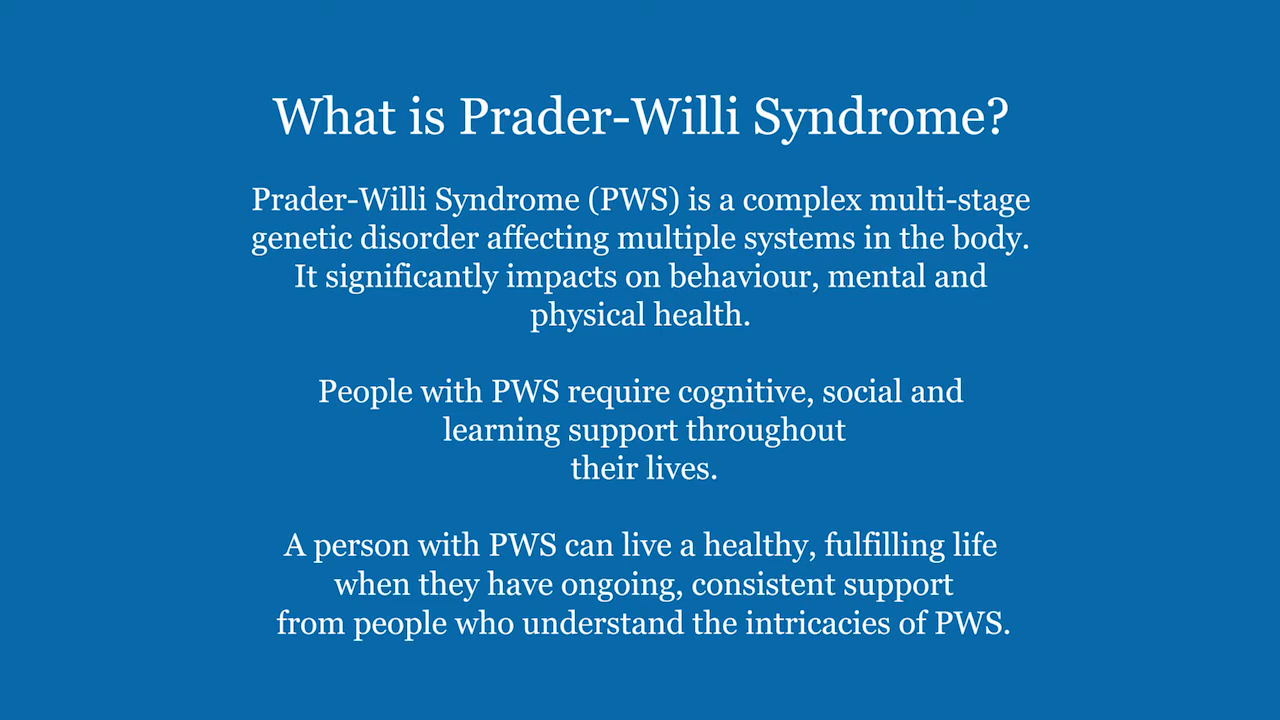 What is Prader-Willi Syndrome?
Prader-Willi Syndrome (PWS) is a complex multi-stage
genetic disorder affecting multiple systems in the body.
It significantly impacts on behaviour, mental and
physical health.
People with PWS require cognitive, social and
learning support throughout
their lives.
A person with PWS can live a healthy, fulfilling life
when they have ongoing, consistent support
from people who understand the intricacies of PWS.